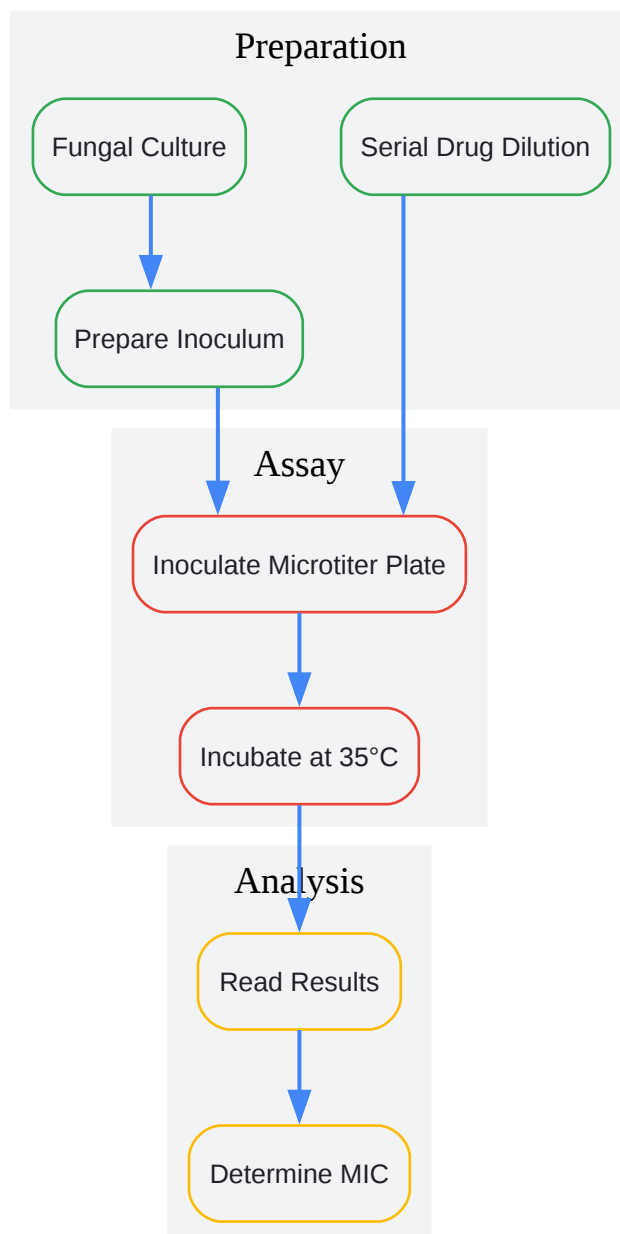 Preparation
Fungal Culture
Serial Drug Dilution
Prepare Inoculum
Assay
Inoculate Microtiter Plate
Incubate at 35°C
Analysis
Read Results
Determine MIC